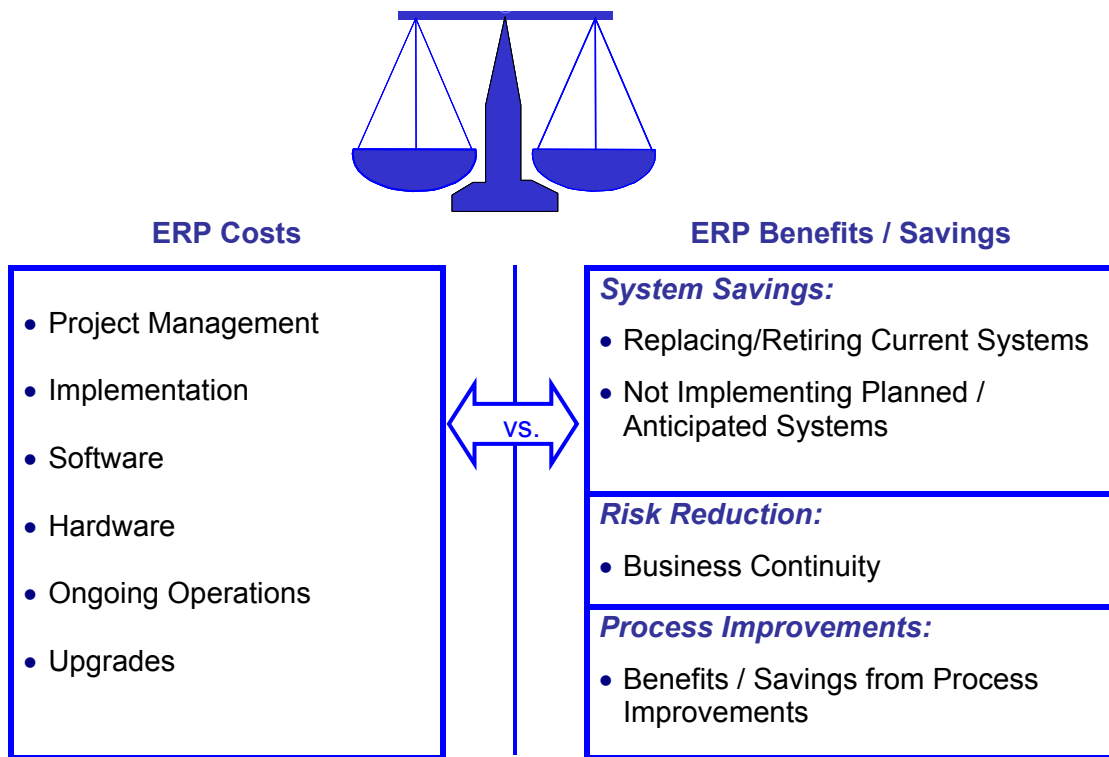 ERP Costs
• Project Management
• Implementation
• Software
• Hardware
• Ongoing Operations
• Upgrades
vs.
ERP Benefits / Savings
System Savings:
• Replacing/Retiring Current Systems
• Not Implementing Planned /
Anticipated Systems
Risk Reduction:
• Business Continuity
Process Improvements:
• Benefits / Savings from Process
Improvements